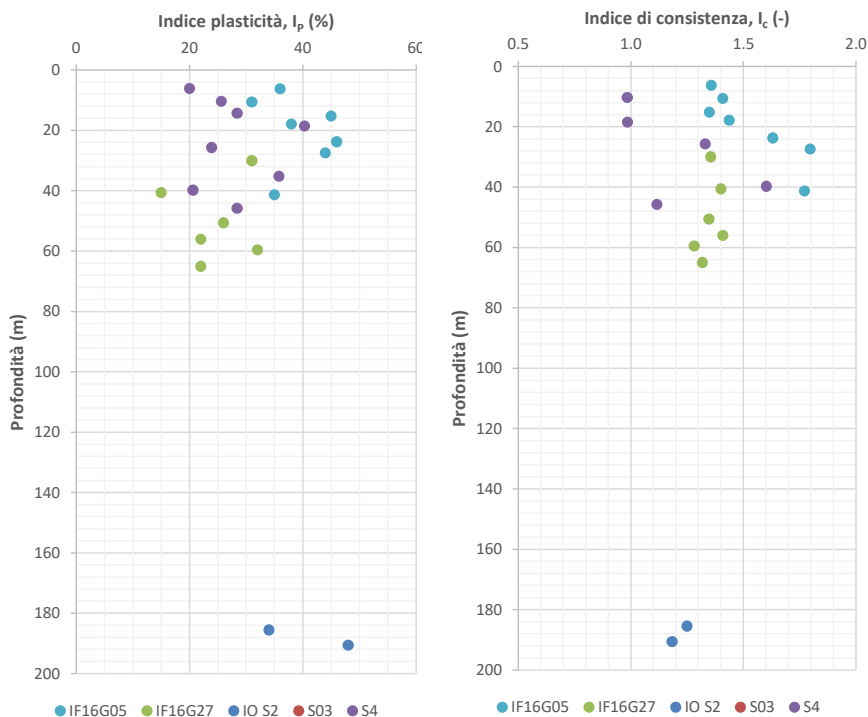 Indice plasticità, IP (%)
0 20 40 60
0
20
40
60
80
100
120
140
160
180
200
Profondità (m)
IF16G05 IF16G27 IO S2 S03 S4
Indice di consistenza, Ic (-)
0.5 1.0 1.5 2.0
0
20
40
60
80
100
120
140
160
180
200
Profondità (m)
IF16G05 IF16G27 IO S2 S03 S4